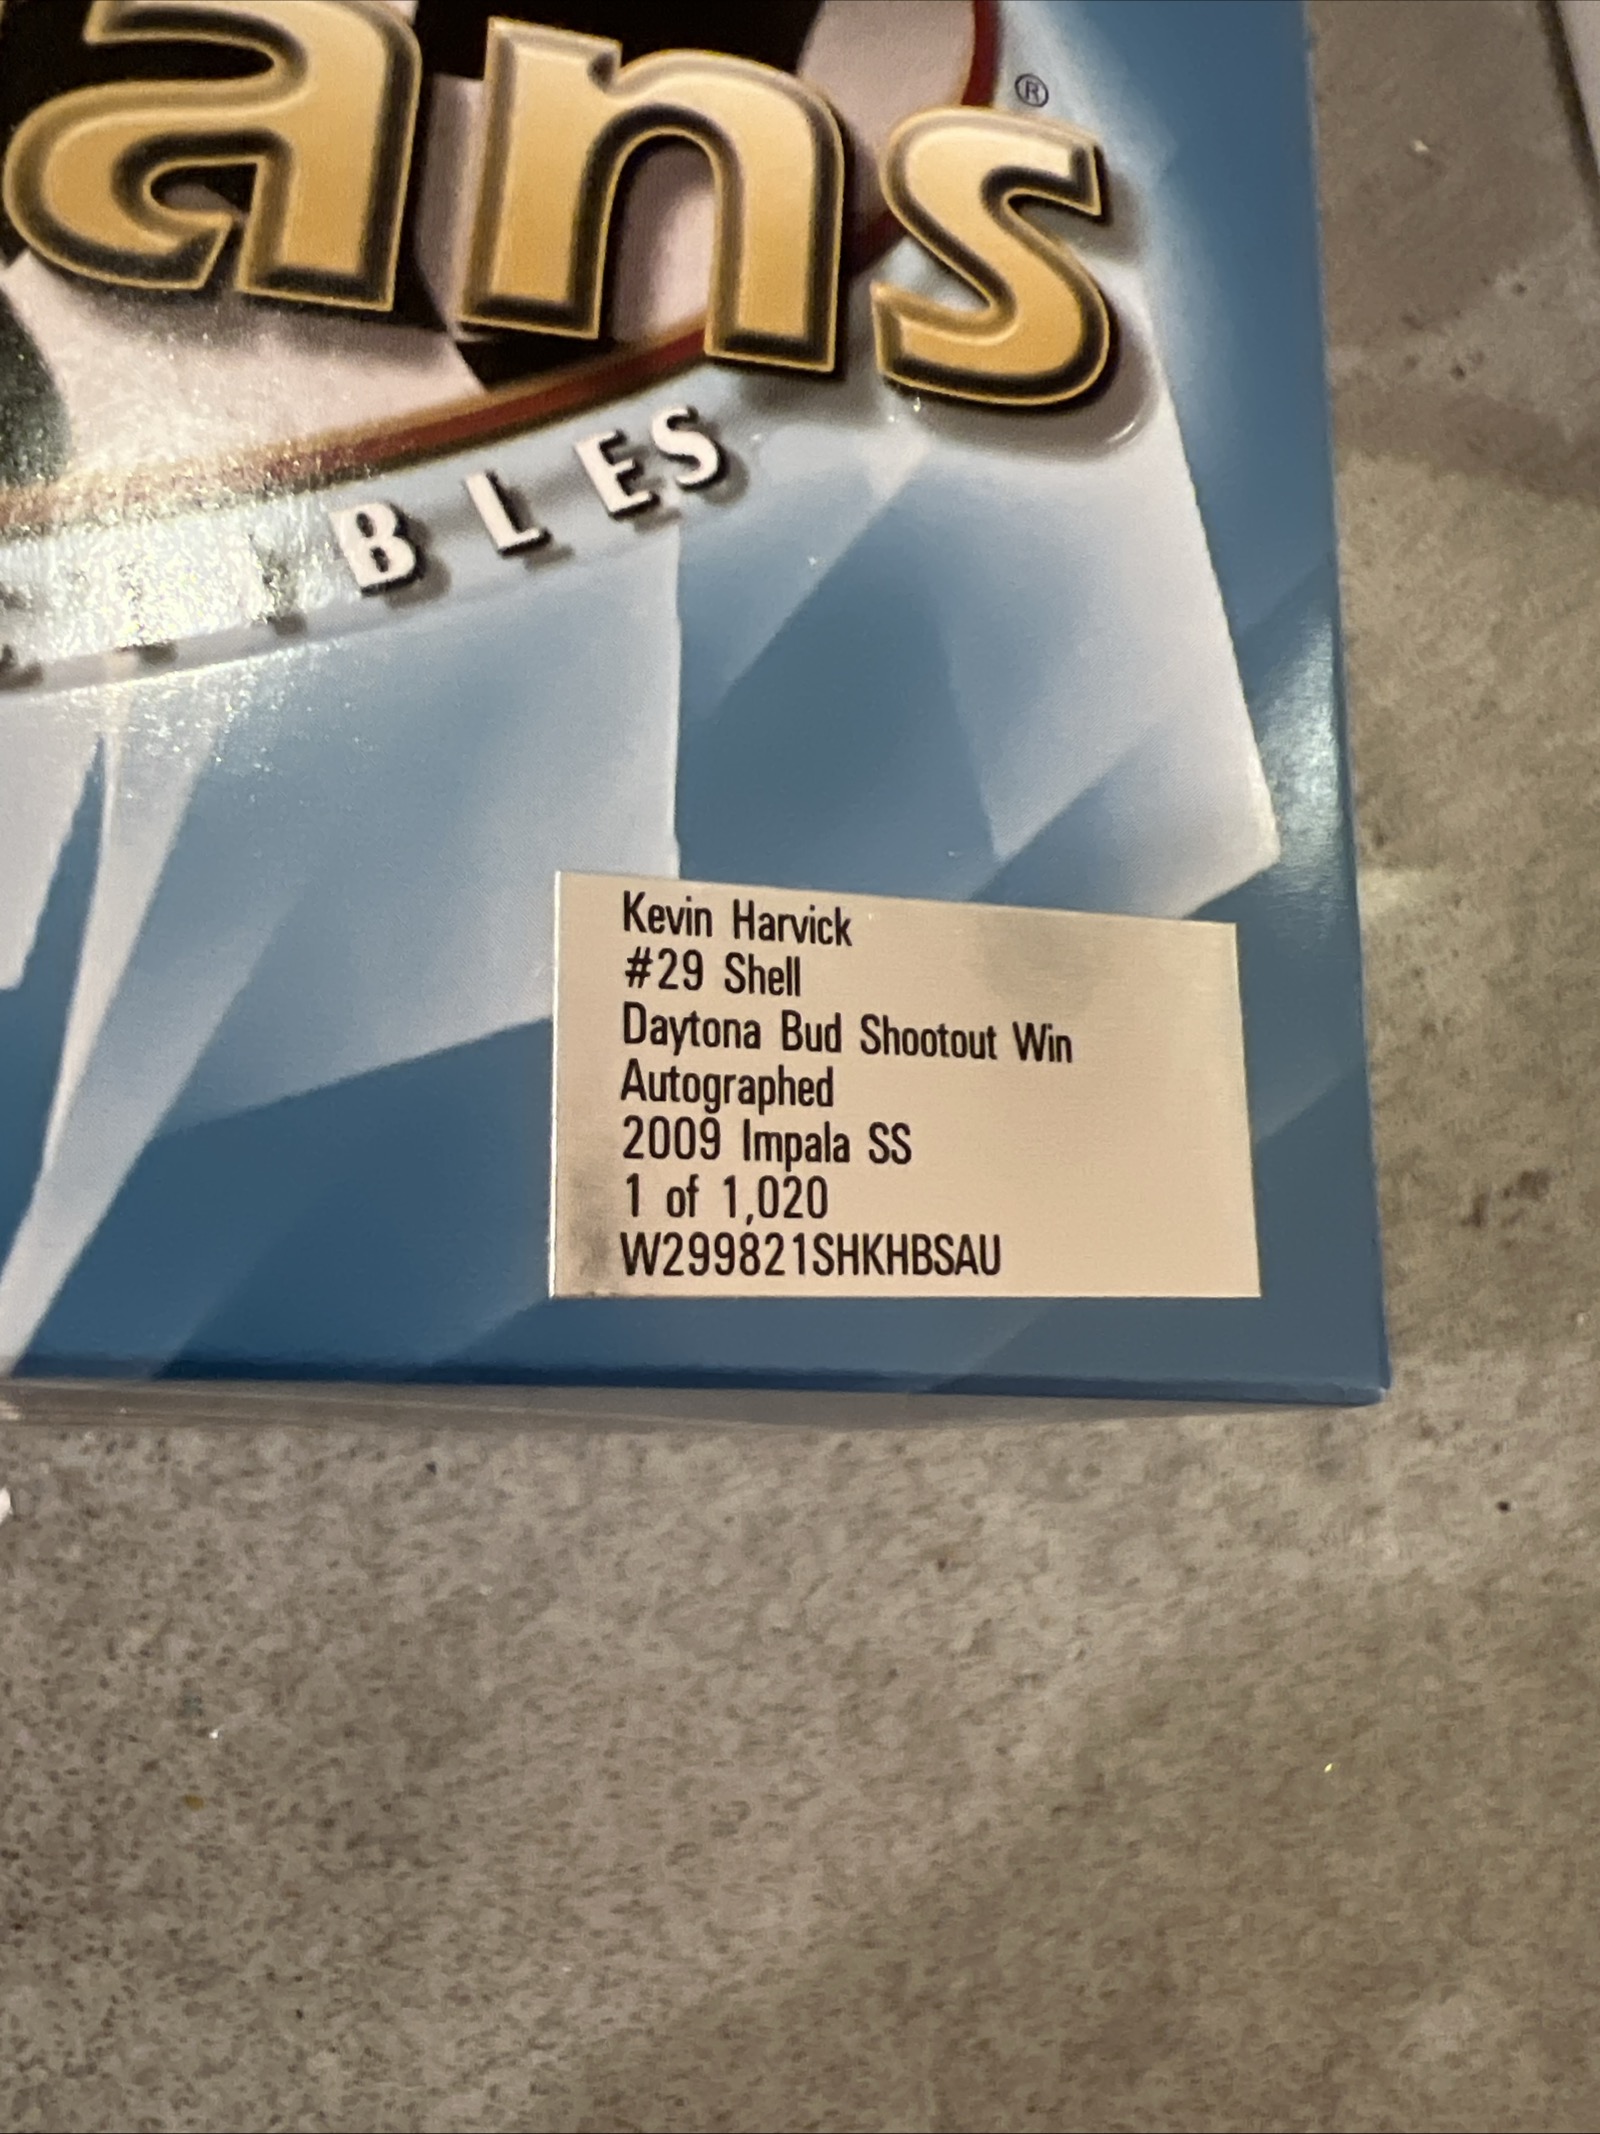 ans®
BLES
Kevin Harvick
#29 Shell
Daytona Bud Shootout Win
Autographed
2009 Impala SS
1 of 1,020
W299821SHKHBSAU